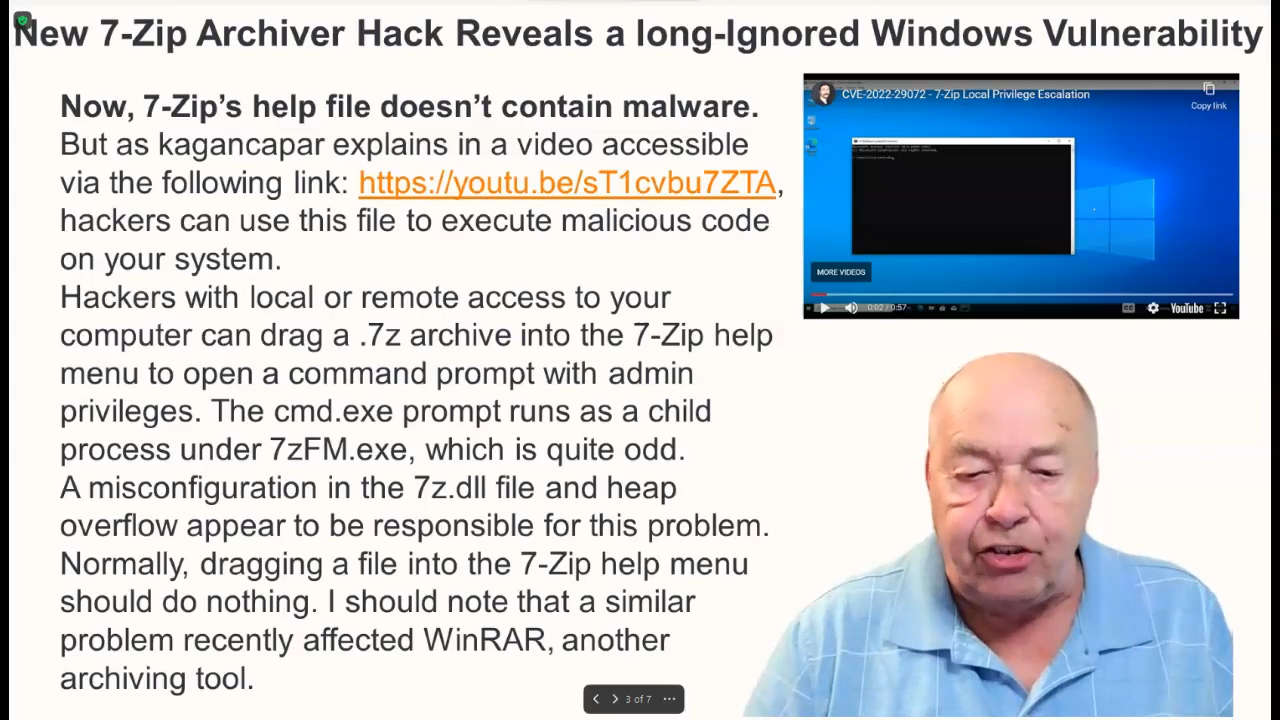 New 7-Zip Archiver Hack Reveals a long-Ignored Windows Vulnerability
Now, 7-Zip’s help file doesn’t contain malware.
But as kagancapar explains in a video accessible
via the following link: https://youtu.be/sT1cvbu7ZTA,
hackers can use this file to execute malicious code
on your system.
Hackers with local or remote access to your
computer can drag a .7z archive into the 7-Zip help
menu to open a command prompt with admin
privileges. The cmd.exe prompt runs as a child
process under 7zFM.exe, which is quite odd.
A misconfiguration in the 7z.dll file and heap
overflow appear to be responsible for this problem.
Normally, dragging a file into the 7-Zip help menu
should do nothing. I should note that a similar
problem recently affected WinRAR, another
archiving tool.
CVE-2022-29072 - 7-Zip Local Privilege Escalation
Copy link
MORE VIDEOS
0:02 / 0:57
CC
YouTube
3 of 7